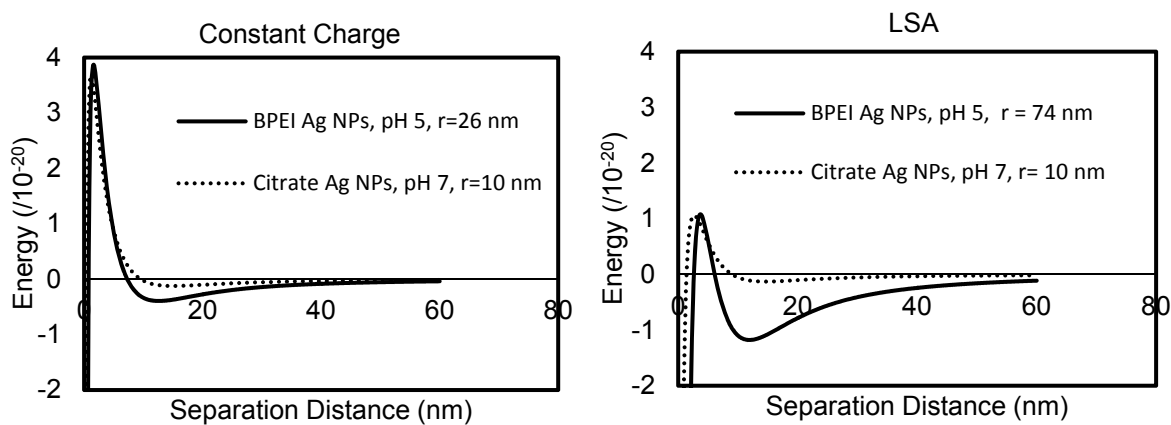 Constant Charge
4
3
2
1
0
-1
-2
0 20 40 60 80
Energy (/10⁻²⁰)
Separation Distance (nm)
BPEI Ag NPs, pH 5, r=26 nm
Citrate Ag NPs, pH 7, r=10 nm
LSA
4
3
2
1
0
-1
-2
0 20 40 60 80
Energy (/10⁻²⁰)
Separation Distance (nm)
BPEI Ag NPs, pH 5, r = 74 nm
Citrate Ag NPs, pH 7, r= 10 nm